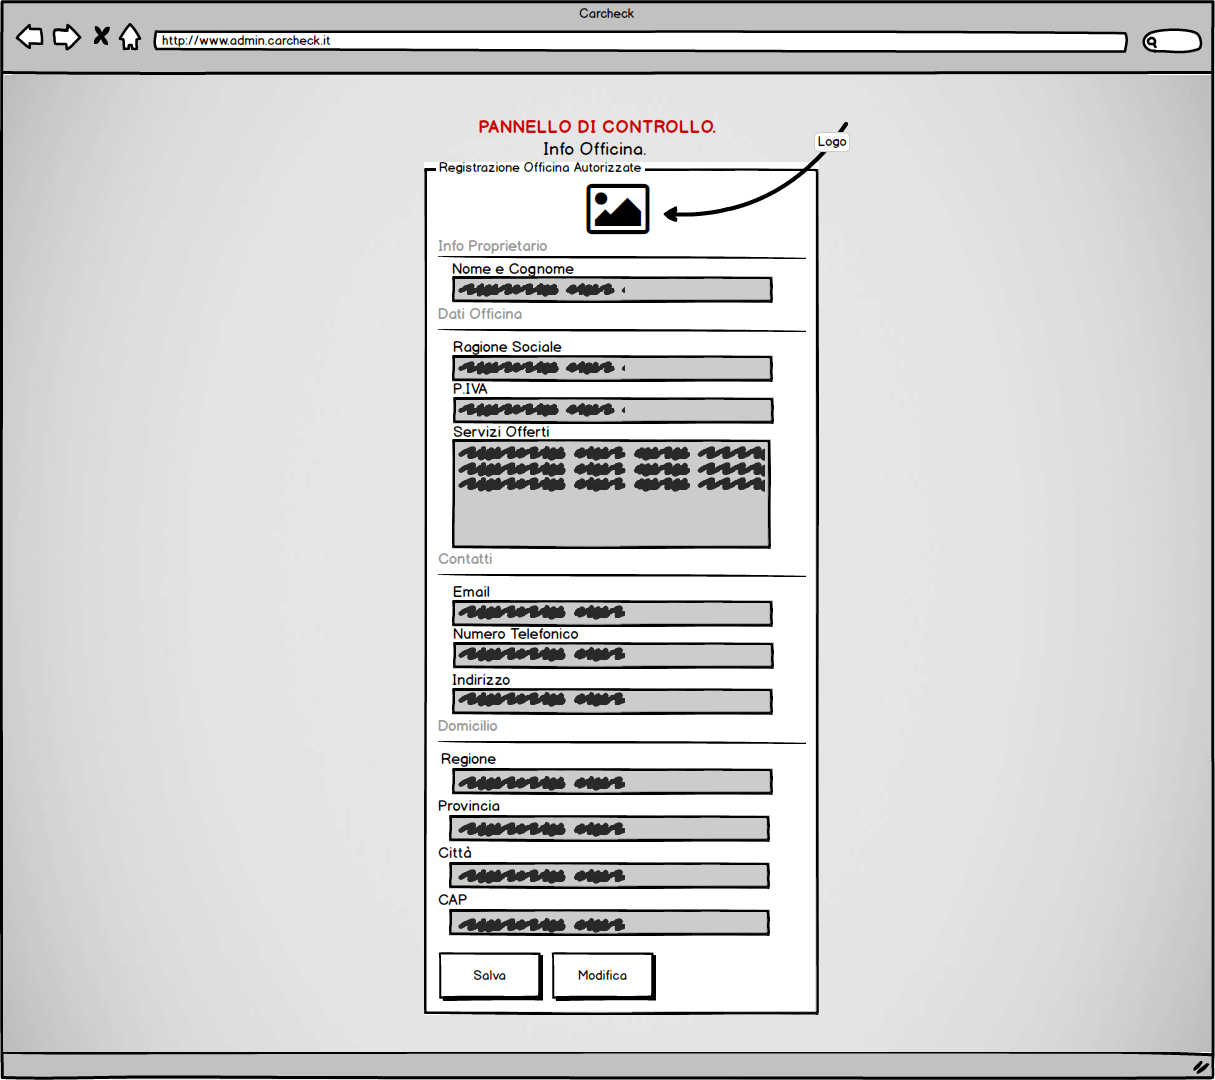 Carcheck
http://www.admin.carcheck.it
PANNELLO DI CONTROLLO.
Info Officina.
Logo
Registrazione Officina Autorizzate
Info Proprietario
Nome e Cognome
Dati Officina
Ragione Sociale
P.IVA
Servizi Offerti
Contatti
Email
Numero Telefonico
Indirizzo
Domicilio
Regione
Provincia
Città
CAP
Salva
Modifica